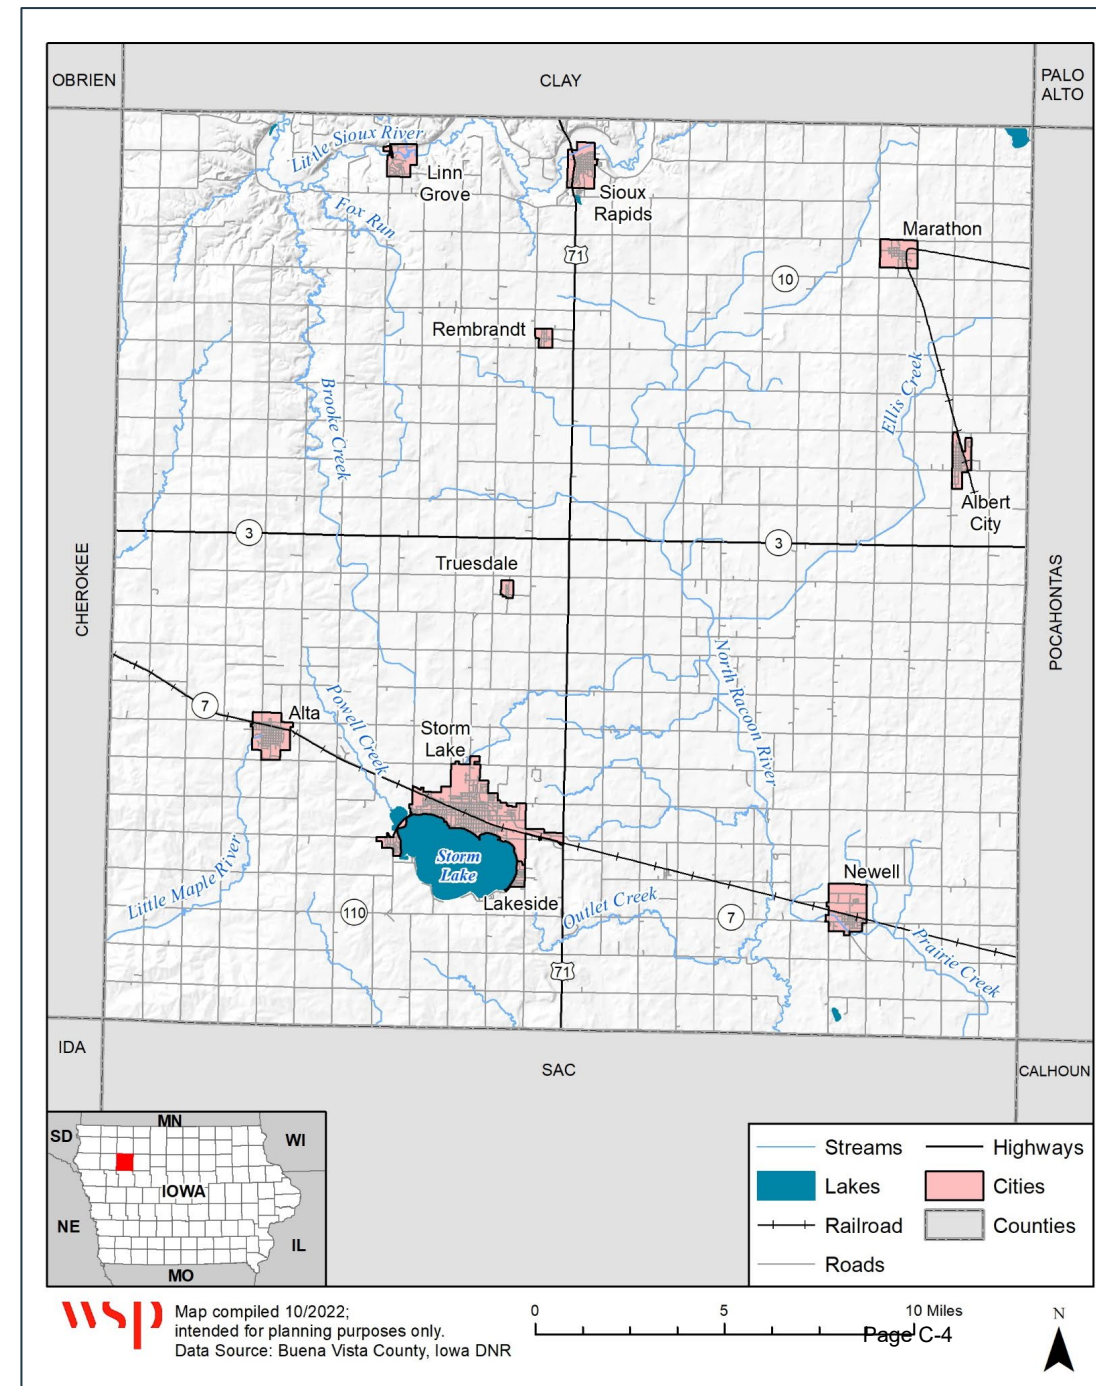 OBRIEN
CLAY
PALO
ALTO
Little Sioux River
Linn
Grove
Sioux
Rapids
Fox Run
Marathon
71
10
Rembrandt
Brooke Creek
Ellis Creek
Albert
City
3
3
CHEROKEE
Truesdale
POCAHONTAS
North Racoon River
7
Alta
Powell Creek
Storm
Lake
Storm
Lake
Little Maple River
Newell
Lakeside
110
Outlet Creek
7
Prairie Creek
71
IDA
SAC
CALHOUN
MN
SD
WI
IOWA
NE
IL
MO
Streams
Highways
Lakes
Cities
Railroad
Counties
Roads
wsp
Map compiled 10/2022;
intended for planning purposes only.
Data Source: Buena Vista County, Iowa DNR
0 5 10 Miles
Page C-4
N